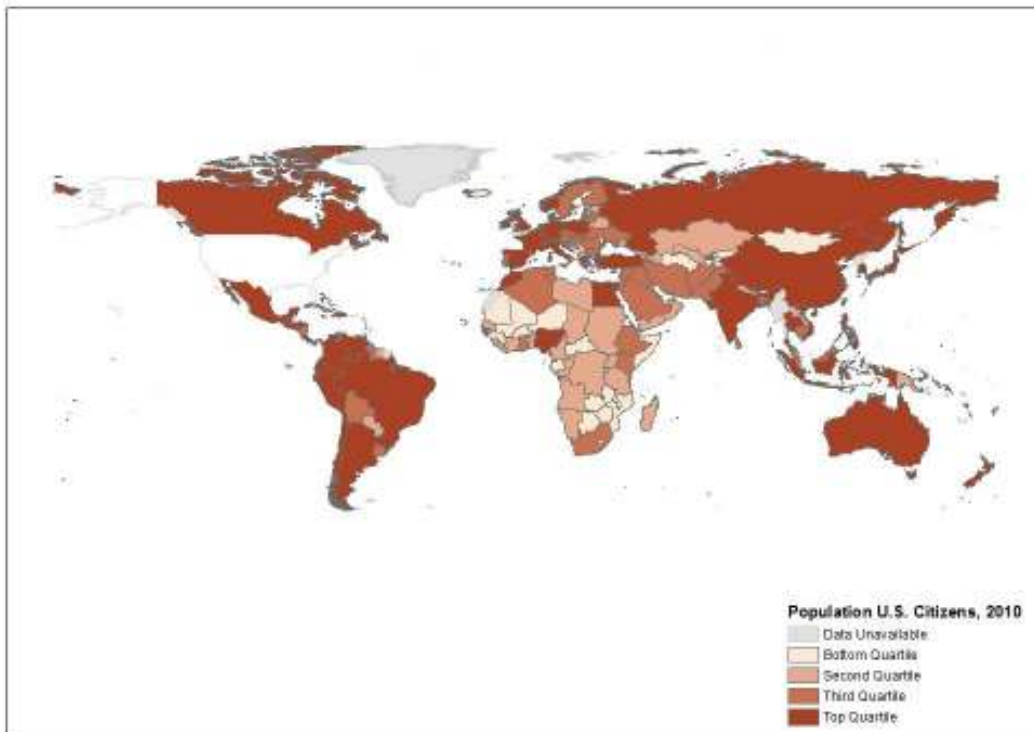 Population U.S. Citizens, 2010
Data Unavailable
Bottom Quartile
Second Quartile
Third Quartile
Top Quartile